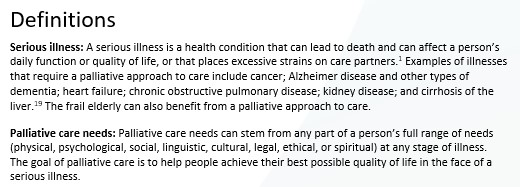 Definitions
Serious illness: A serious illness is a health condition that can lead to death and can affect a person's
daily function or quality of life, or that places excessive strains on care partners.¹ Examples of illnesses
that require a palliative approach to care include cancer; Alzheimer disease and other types of
dementia; heart failure; chronic obstructive pulmonary disease; kidney disease; and cirrhosis of the
liver.¹⁹ The frail elderly can also benefit from a palliative approach to care.
Palliative care needs: Palliative care needs can stem from any part of a person's full range of needs
(physical, psychological, social, linguistic, cultural, legal, ethical, or spiritual) at any stage of illness.
The goal of palliative care is to help people achieve their best possible quality of life in the face of a
serious illness.